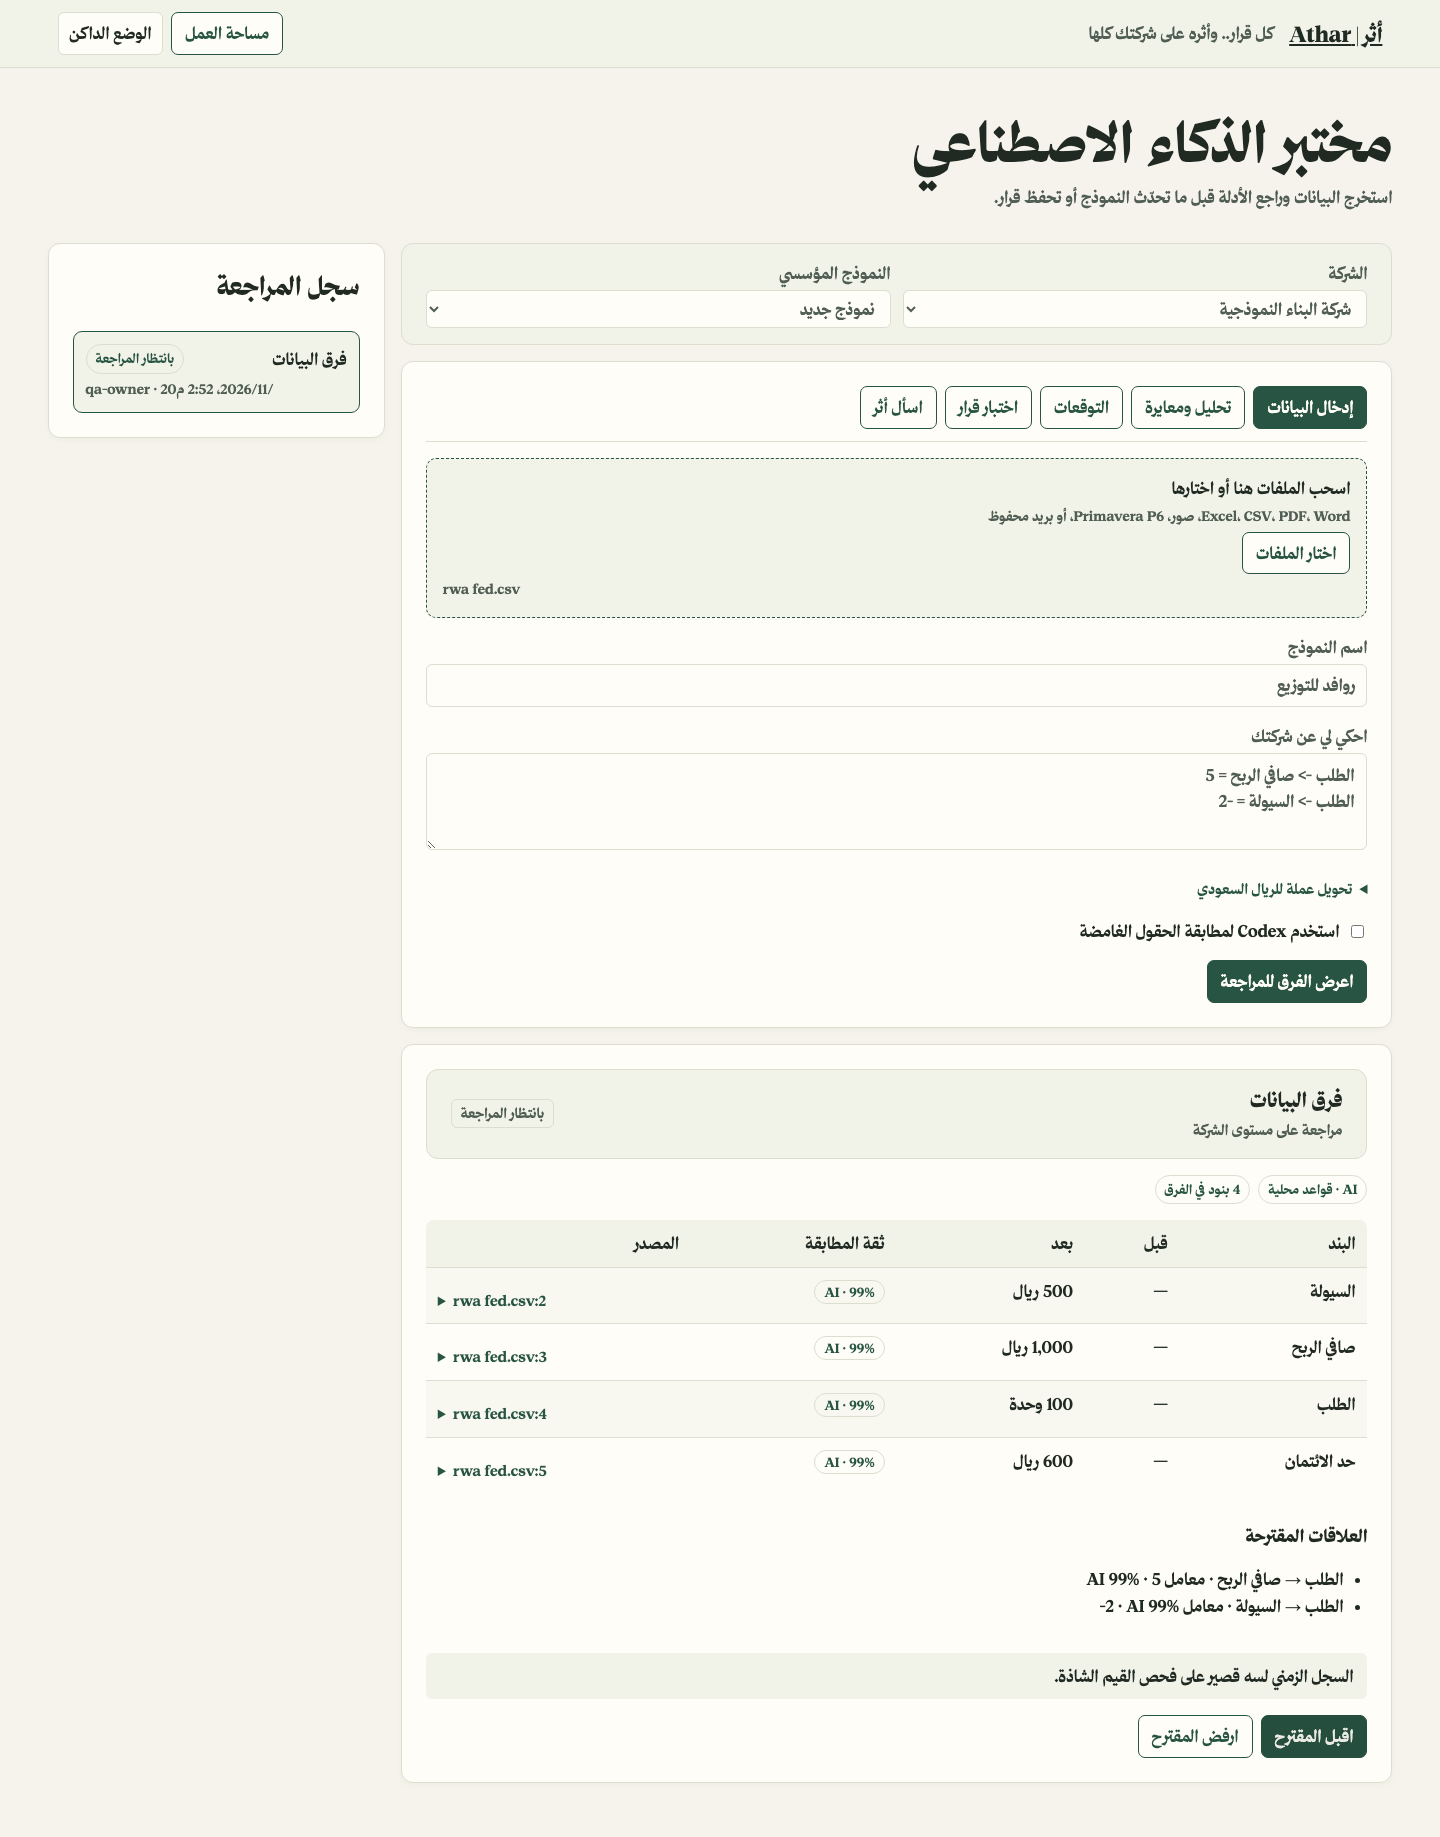 أثر | Athar
كل قرار.. وأثره على شركتك كلها
مساحة العمل
الوضع الداكن
مختبر الذكاء الاصطناعي
استخرج البيانات وراجع الأدلة قبل ما تحدّث النموذج أو تحفظ قرار.
الشركة
شركة البناء النموذجية
النموذج المؤسسي
نموذج جديد
سجل المراجعة
فرق البيانات
بانتظار المراجعة
qa-owner · 20‏/11‏/2026، 2:52 م
إدخال البيانات
تحليل ومعايرة
التوقعات
اختبار قرار
اسأل أثر
اسحب الملفات هنا أو اختارها
Excel، CSV، PDF، Word، صور، Primavera P6، أو بريد محفوظ
اختار الملفات
rwa fed.csv
اسم النموذج
روافد للتوزيع
احكي لي عن شركتك
الطلب -> صافي الربح = 5
الطلب -> السيولة = -2
تحويل عملة للريال السعودي
استخدم Codex لمطابقة الحقول الغامضة
اعرض الفرق للمراجعة
فرق البيانات
مراجعة على مستوى الشركة
بانتظار المراجعة
AI · قواعد محلية
4 بنود في الفرق
البند قبل بعد ثقة المطابقة المصدر
السيولة — 500 ريال AI · 99% rwa fed.csv:2
صافي الربح — 1,000 ريال AI · 99% rwa fed.csv:3
الطلب — 100 وحدة AI · 99% rwa fed.csv:4
حد الائتمان — 600 ريال AI · 99% rwa fed.csv:5
العلاقات المقترحة
الطلب → صافي الربح · معامل 5 · AI 99%
الطلب → السيولة · معامل -2 · AI 99%
السجل الزمني لسه قصير على فحص القيم الشاذة.
اقبل المقترح
ارفض المقترح